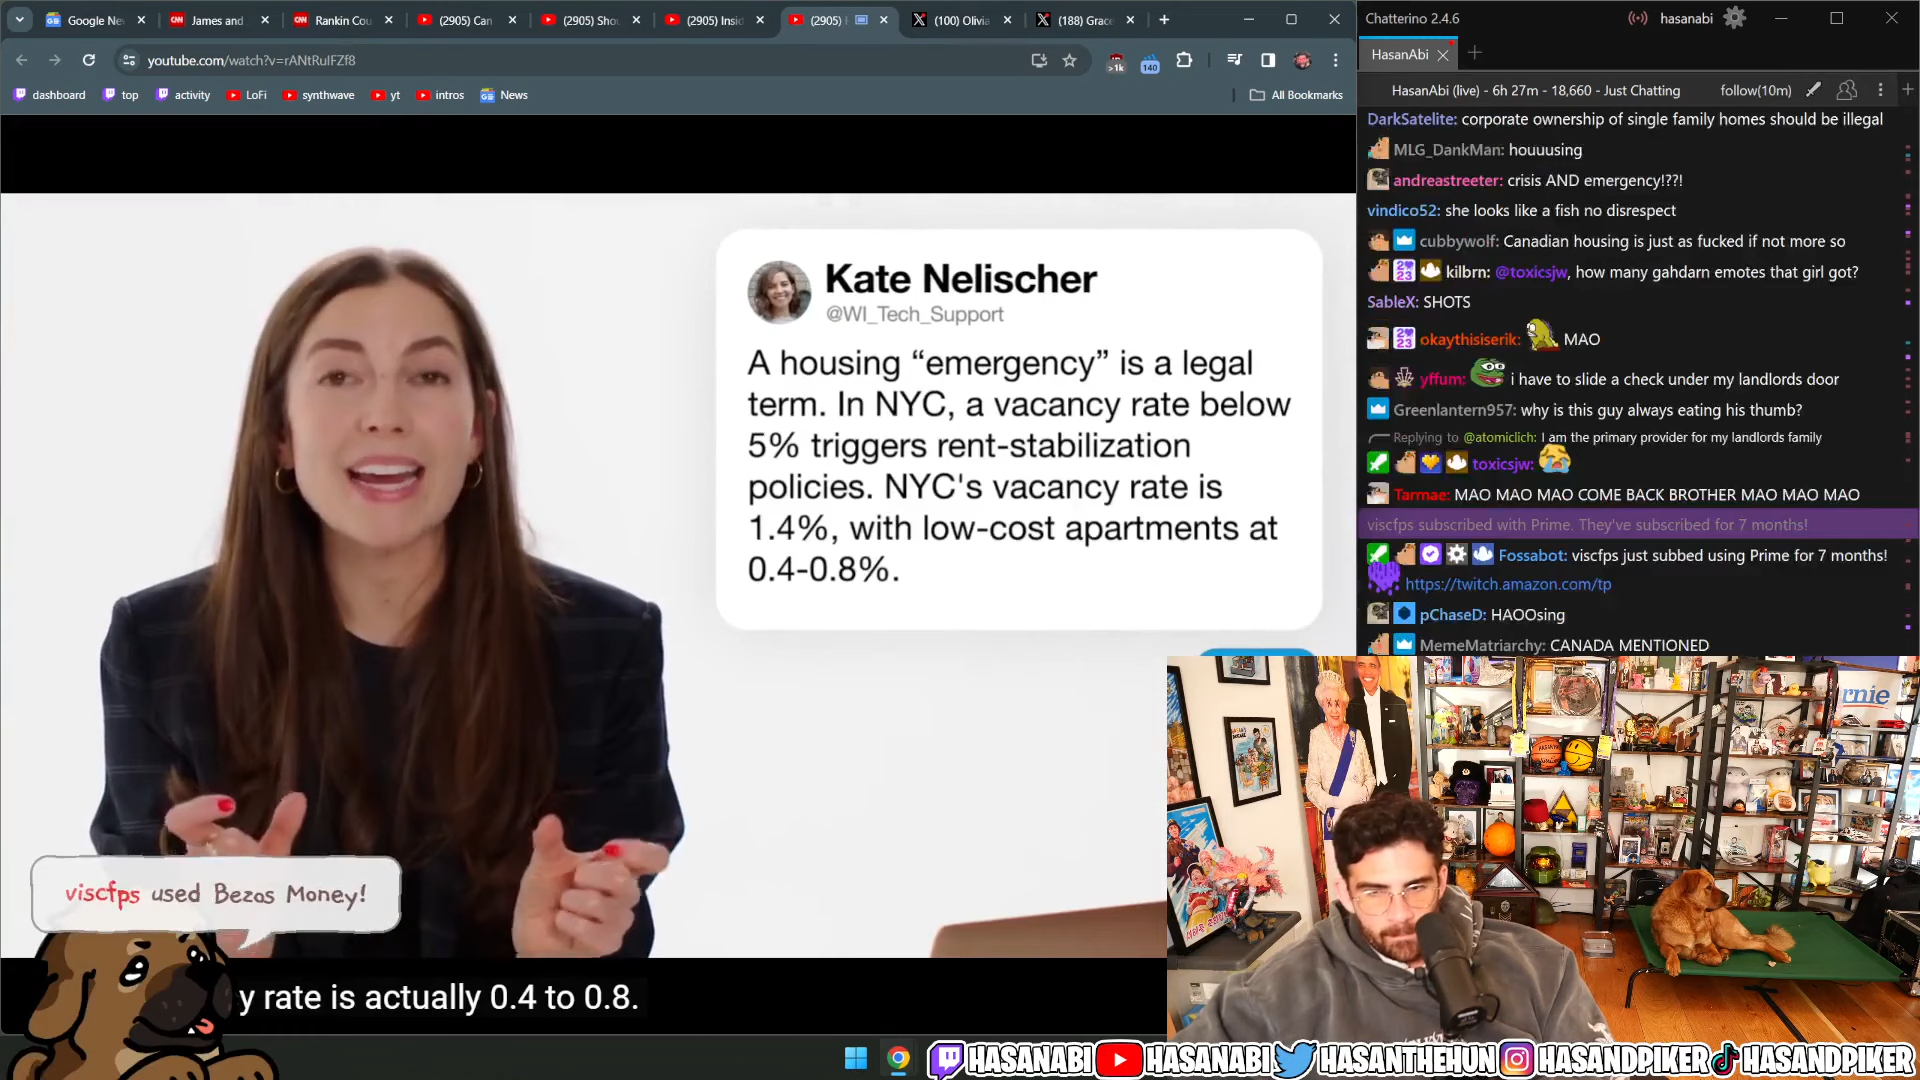 Google Ne
James and
Rankin Cou
(2905) Can
(2905) Sho
(2905) Insid
(2905)
(100) Olivia
(188) Grace
youtube.com/watch?v=rANtRuIFZf8
>1k
140
dashboard
top
activity
LoFi
synthwave
yt
intros
News
All Bookmarks
Kate Nelischer
@WI_Tech_Support
A housing “emergency” is a legal
term. In NYC, a vacancy rate below
5% triggers rent-stabilization
policies. NYC's vacancy rate is
1.4%, with low-cost apartments at
0.4-0.8%.
viscfps used Bezos Money!
y rate is actually 0.4 to 0.8.
Chatterino 2.4.6
hasanabi
HasanAbi
HasanAbi (live) - 6h 27m - 18,660 - Just Chatting
follow(10m)
DarkSatelite: corporate ownership of single family homes should be illegal
MLG_DankMan: houuusing
andreastreeter: crisis AND emergency!??!
vindico52: she looks like a fish no disrespect
cubbywolf: Canadian housing is just as fucked if not more so
kilbrn: @toxicsjw, how many gahdarn emotes that girl got?
SableX: SHOTS
okaythisiserik: MAO
yffum: i have to slide a check under my landlords door
Greenlantern957: why is this guy always eating his thumb?
Replying to @atomiclich: I am the primary provider for my landlords family
toxicsjw:
Tarmae: MAO MAO MAO COME BACK BROTHER MAO MAO MAO
viscfps subscribed with Prime. They've subscribed for 7 months!
Fossabot: viscfps just subbed using Prime for 7 months!
https://twitch.amazon.com/tp
pChaseD: HAOOsing
MemeMatriarchy: CANADA MENTIONED
rnie
HASANABI
HASANABI
HASANTHEHUN
HASANDPIKER
HASANDPIKER